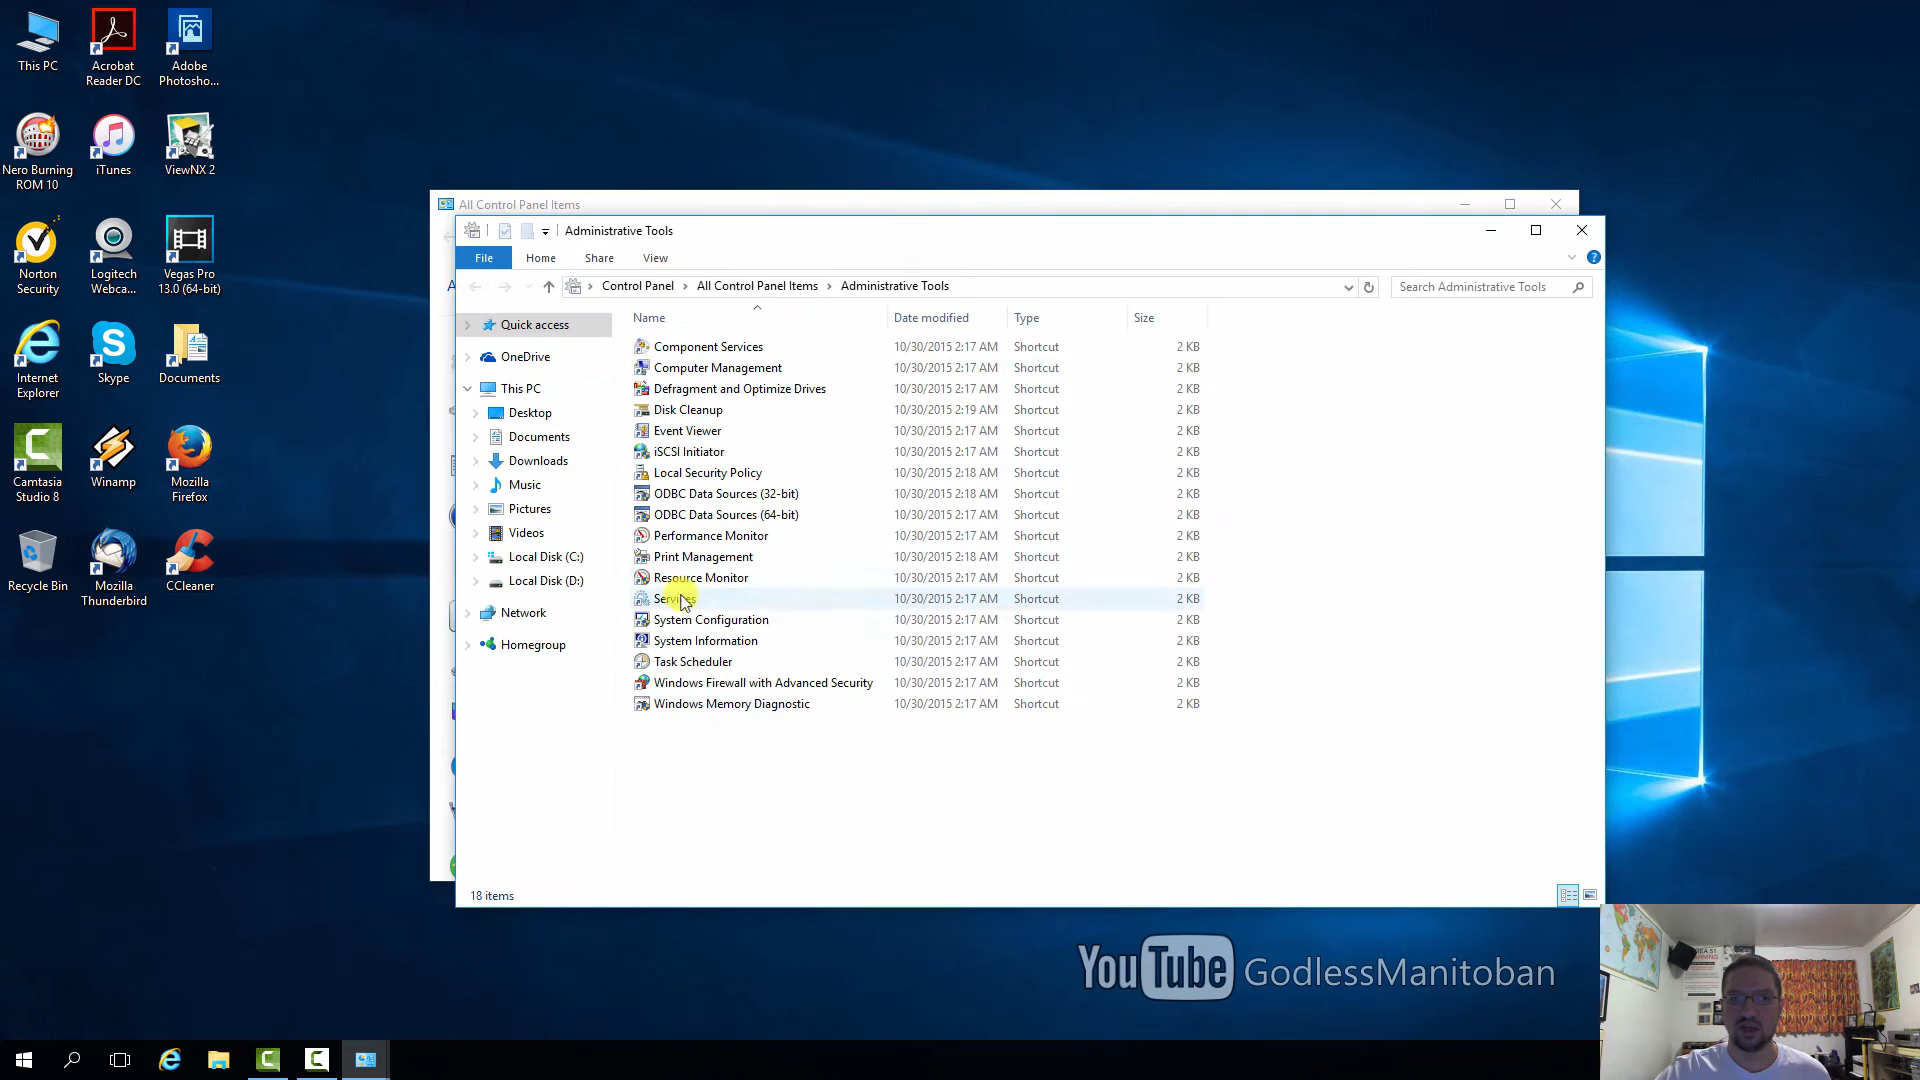 This PC
Acrobat
Reader DC
Adobe
Photosho...
Nero Burning
ROM 10
iTunes
ViewNX 2
Norton
Security
Logitech
Webca...
Vegas Pro
13.0 (64-bit)
Internet
Explorer
Skype
Documents
Camtasia
Studio 8
Winamp
Mozilla
Firefox
Recycle Bin
Mozilla
Thunderbird
CCleaner
All Control Panel Items
Administrative Tools
File Home Share View
Control Panel All Control Panel Items Administrative Tools
Search Administrative Tools
Quick access
OneDrive
This PC
Desktop
Documents
Downloads
Music
Pictures
Videos
Local Disk (C:)
Local Disk (D:)
Network
Homegroup
Name Date modified Type Size
Component Services 10/30/2015 2:17 AM Shortcut 2 KB
Computer Management 10/30/2015 2:17 AM Shortcut 2 KB
Defragment and Optimize Drives 10/30/2015 2:17 AM Shortcut 2 KB
Disk Cleanup 10/30/2015 2:19 AM Shortcut 2 KB
Event Viewer 10/30/2015 2:17 AM Shortcut 2 KB
iSCSI Initiator 10/30/2015 2:17 AM Shortcut 2 KB
Local Security Policy 10/30/2015 2:18 AM Shortcut 2 KB
ODBC Data Sources (32-bit) 10/30/2015 2:18 AM Shortcut 2 KB
ODBC Data Sources (64-bit) 10/30/2015 2:17 AM Shortcut 2 KB
Performance Monitor 10/30/2015 2:17 AM Shortcut 2 KB
Print Management 10/30/2015 2:18 AM Shortcut 2 KB
Resource Monitor 10/30/2015 2:17 AM Shortcut 2 KB
Services 10/30/2015 2:17 AM Shortcut 2 KB
System Configuration 10/30/2015 2:17 AM Shortcut 2 KB
System Information 10/30/2015 2:17 AM Shortcut 2 KB
Task Scheduler 10/30/2015 2:17 AM Shortcut 2 KB
Windows Firewall with Advanced Security 10/30/2015 2:17 AM Shortcut 2 KB
Windows Memory Diagnostic 10/30/2015 2:17 AM Shortcut 2 KB
18 items
YouTube GodlessManitoban